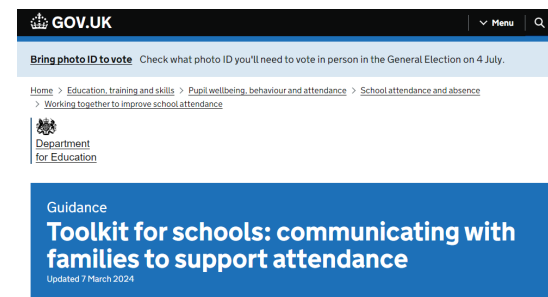 GOV.UK
Menu
Bring photo ID to vote Check what photo ID you'll need to vote in person in the General Election on 4 July.
Home > Education, training and skills > Pupil wellbeing, behaviour and attendance > School attendance and absence
> Working together to improve school attendance
Department
for Education
Guidance
Toolkit for schools: communicating with
families to support attendance
Updated 7 March 2024